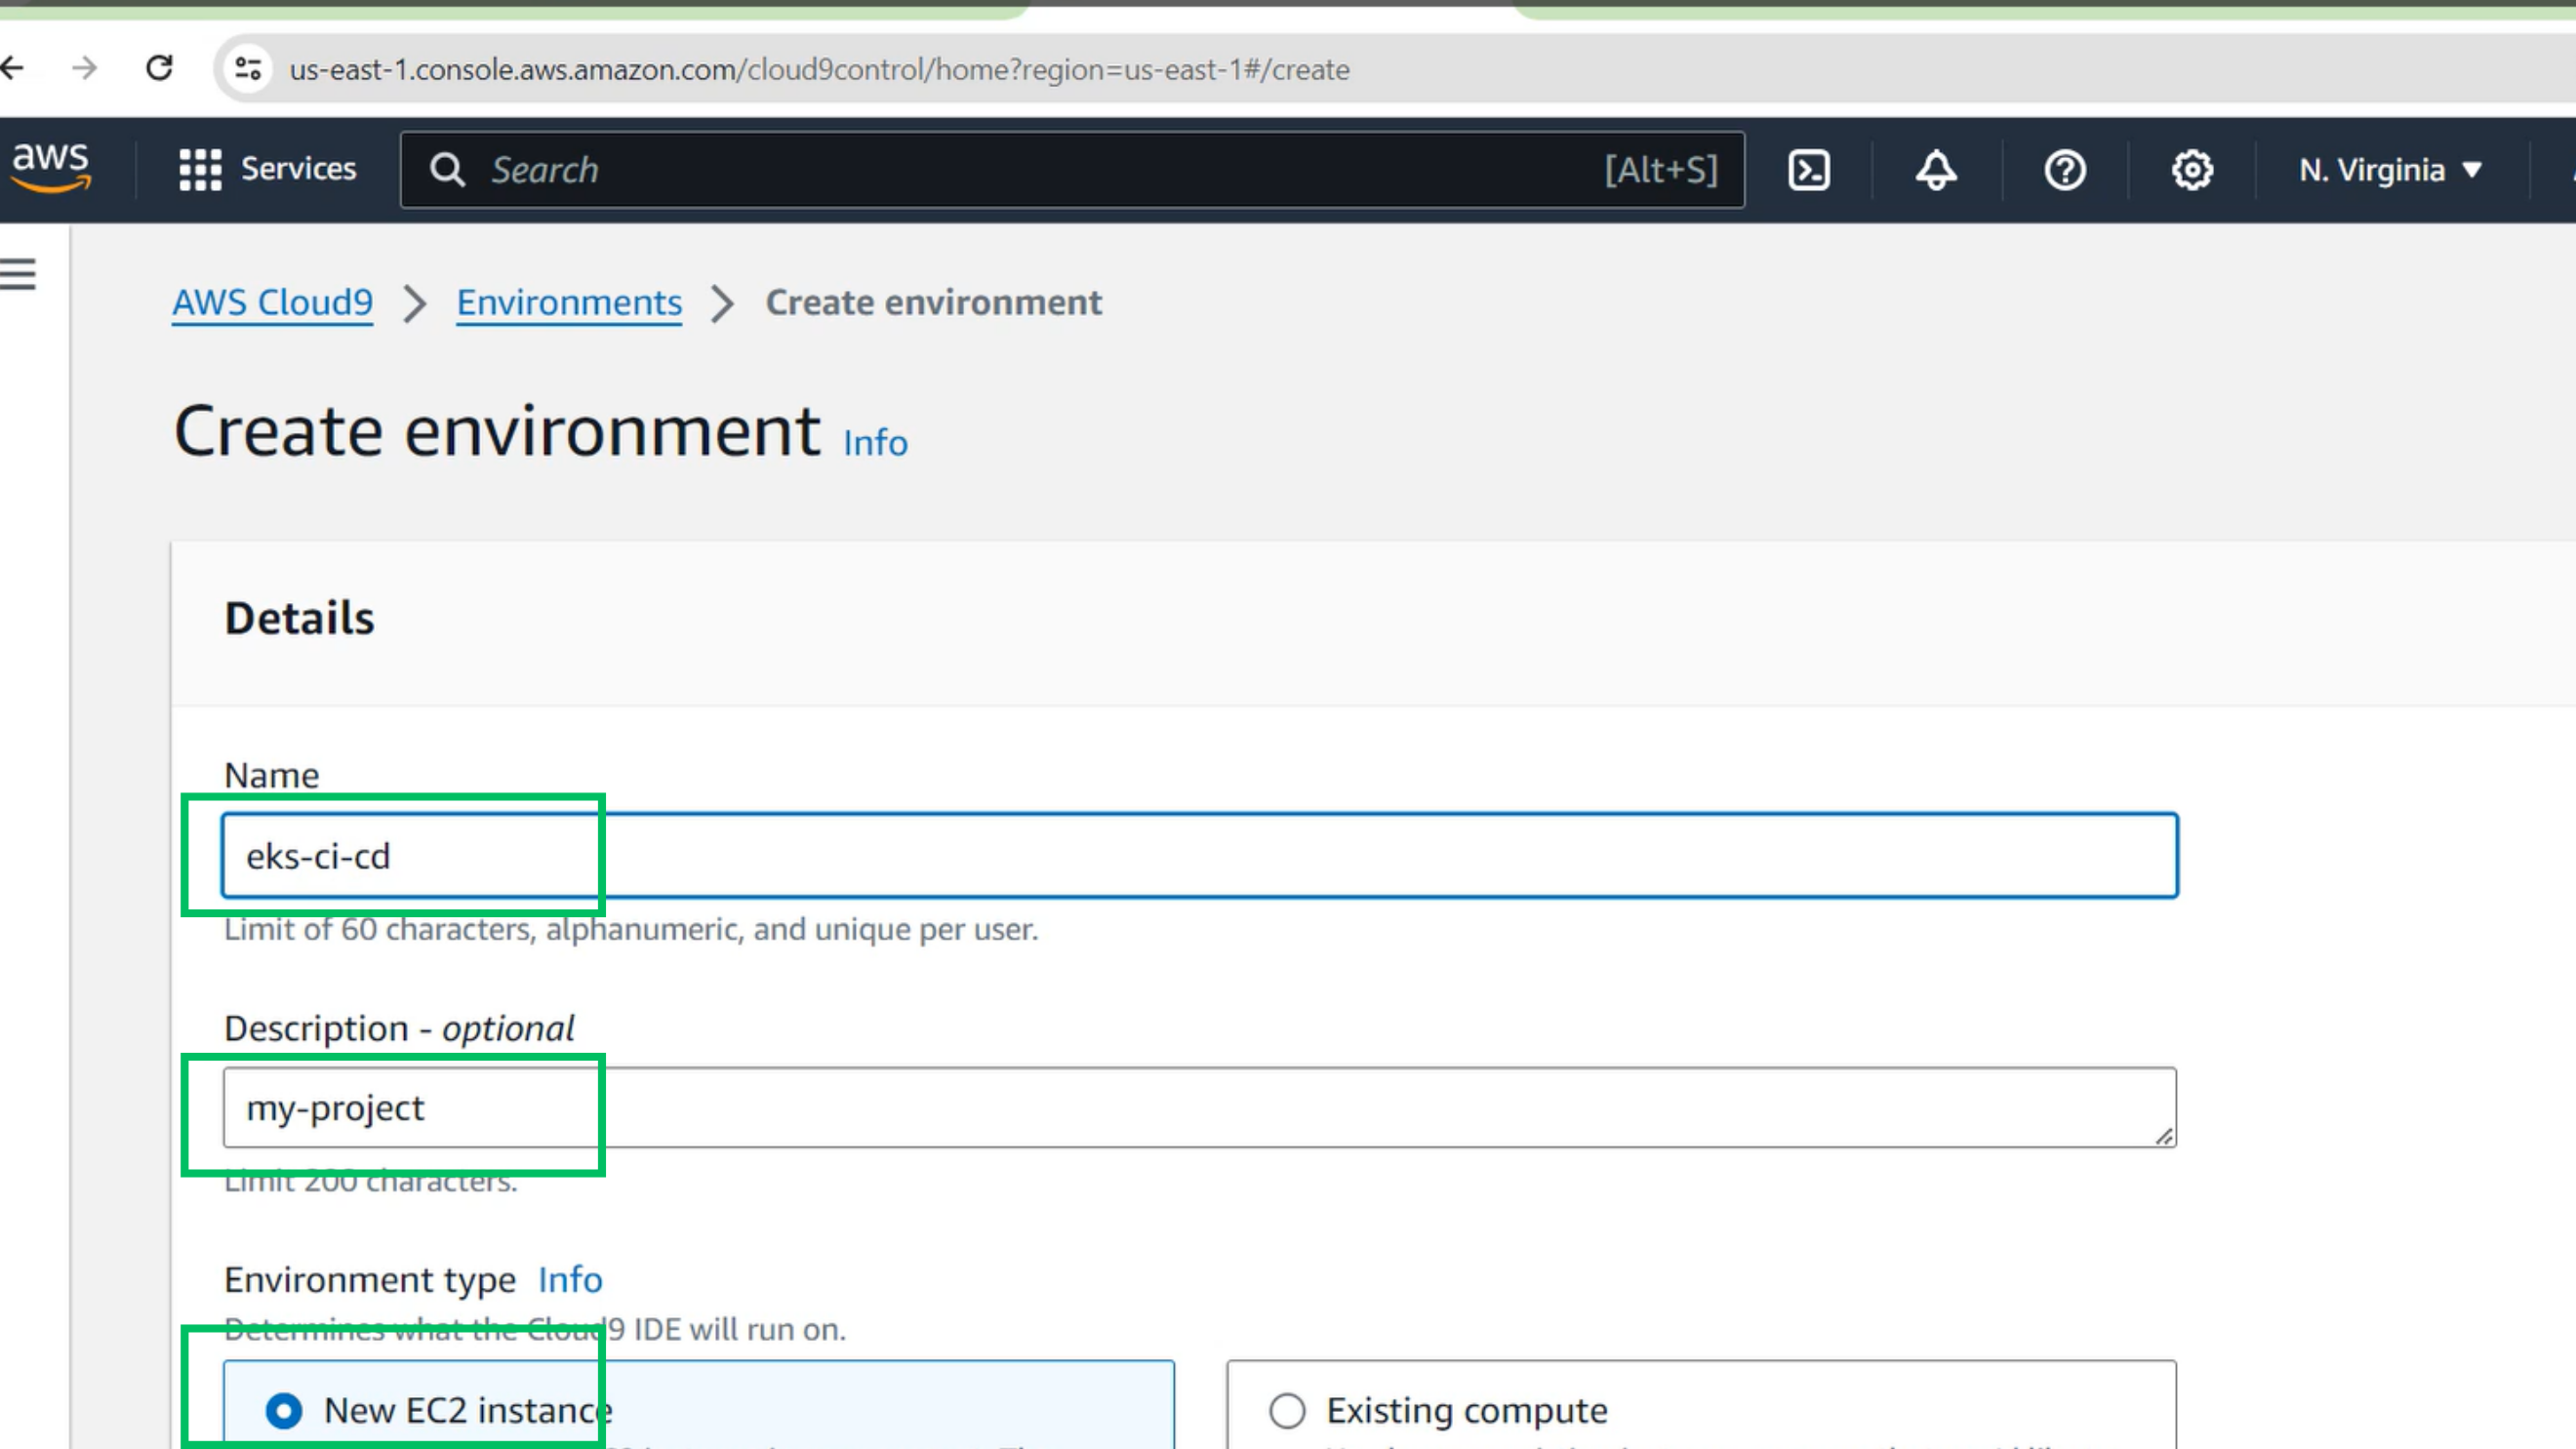 us-east-1.console.aws.amazon.com/cloud9control/home?region=us-east-1#/create
aws Services Search [Alt+S] N. Virginia
AWS Cloud9 Environments Create environment
Create environment Info
Details
Name
eks-ci-cd
Limit of 60 characters, alphanumeric, and unique per user.
Description - optional
my-project
Limit 200 characters.
Environment type Info
Determines what the Cloud9 IDE will run on.
New EC2 instance Existing compute